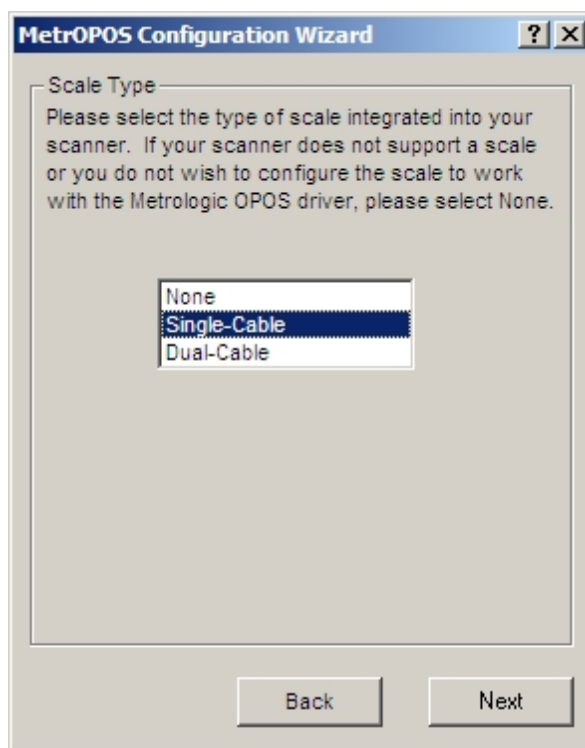 MetrOPOS Configuration Wizard
Scale Type
Please select the type of scale integrated into your
scanner. If your scanner does not support a scale
or you do not wish to configure the scale to work
with the Metrologic OPOS driver, please select None.
None
Single-Cable
Dual-Cable
Back
Next